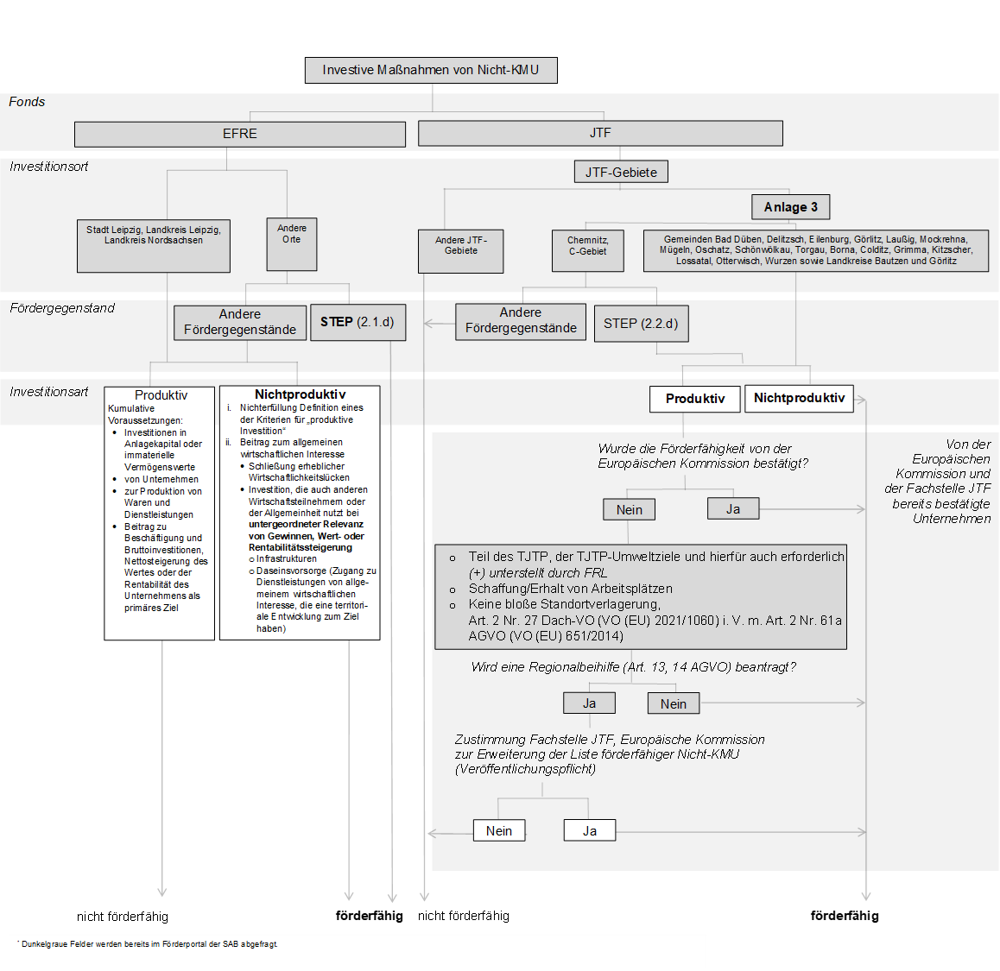 Investive Maßnahmen von Nicht-KMU
Fonds
EFRE
JTF
Investitionsort
JTF-Gebiete
Anlage 3
Stadt Leipzig, Landkreis Leipzig,
Landkreis Nordsachsen
Andere
Orte
Andere JTF-
Gebiete
Chemnitz,
C-Gebiet
Gemeinden Bad Düben, Delitzsch, Eilenburg, Görlitz, Laußig, Mockrehna,
Mügeln, Oschatz, Schönwölkau, Torgau, Borna, Colditz, Grimma, Kitzscher,
Lossatal, Otterwisch, Wurzen sowie Landkreise Bautzen und Görlitz
Fördergegenstand
Andere
Fördergegenstände
STEP (2.1.d)
Andere
Fördergegenstände
STEP (2.2.d)
Investitionsart
Produktiv
Kumulative
Voraussetzungen:
• Investitionen in
Anlagekapital oder
immaterielle
Vermögenswerte
• von Unternehmen
• zur Produktion von
Waren und
Dienstleistungen
• Beitrag zu
Beschäftigung und
Bruttoinvestitionen,
Nettosteigerung des
Wertes oder der
Rentabilität des
Unternehmens als
primäres Ziel
Nichtproduktiv
i. Nichterfüllung Definition eines
der Kriterien für „produktive
Investition“
ii. Beitrag zum allgemeinen
wirtschaftlichen Interesse
• Schließung erheblicher
Wirtschaftlichkeitslücken
• Investition, die auch anderen
Wirtschaftsteilnehmern oder
der Allgemeinheit nutzt bei
untergeordneter Relevanz
von Gewinnen, Wert- oder
Rentabilitätssteigerung
o Infrastrukturen
o Daseinsvorsorge (Zugang zu
Dienstleistungen von allge-
meinem wirtschaftlichen
Interesse, die eine territori-
ale Entwicklung zum Ziel
haben)
Produktiv
Nichtproduktiv
Wurde die Förderfähigkeit von der
Europäischen Kommission bestätigt?
Von der
Europäischen
Kommission und
der Fachstelle JTF
bereits bestätigte
Unternehmen
Nein
Ja
o Teil des TJTP, der TJTP-Umweltziele und hierfür auch erforderlich
(+) unterstellt durch FRL
o Schaffung/Erhalt von Arbeitsplätzen
o Keine bloße Standortverlagerung,
Art. 2 Nr. 27 Dach-VO (VO (EU) 2021/1060) i. V. m. Art. 2 Nr. 61a
AGVO (VO (EU) 651/2014)
Wird eine Regionalbeihilfe (Art. 13, 14 AGVO) beantragt?
Ja
Nein
Zustimmung Fachstelle JTF, Europäische Kommission
zur Erweiterung der Liste förderfähiger Nicht-KMU
(Veröffentlichungspflicht)
Nein
Ja
nicht förderfähig
förderfähig
nicht förderfähig
förderfähig
* Dunkelgraue Felder werden bereits im Förderportal der SAB abgefragt.